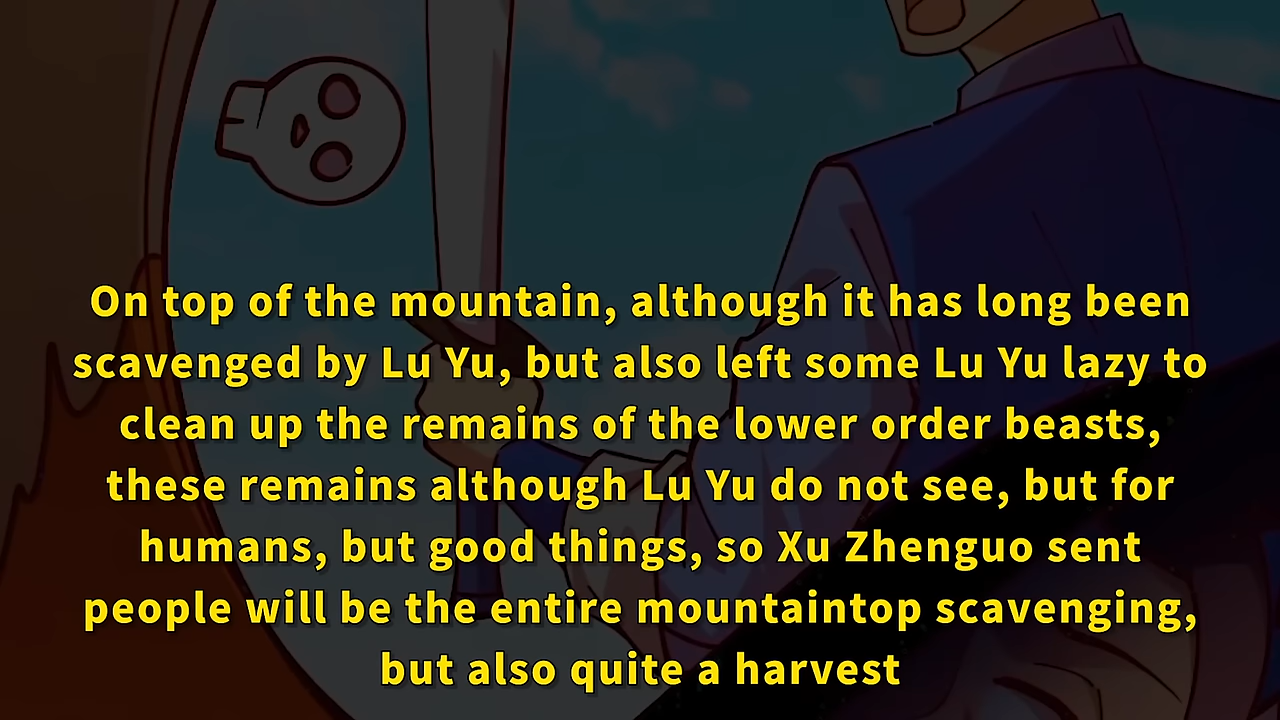 On top of the mountain, although it has long been
scavenged by Lu Yu, but also left some Lu Yu lazy to
clean up the remains of the lower order beasts,
these remains although Lu Yu do not see, but for
humans, but good things, so Xu Zhenguo sent
people will be the entire mountaintop scavenging,
but also quite a harvest